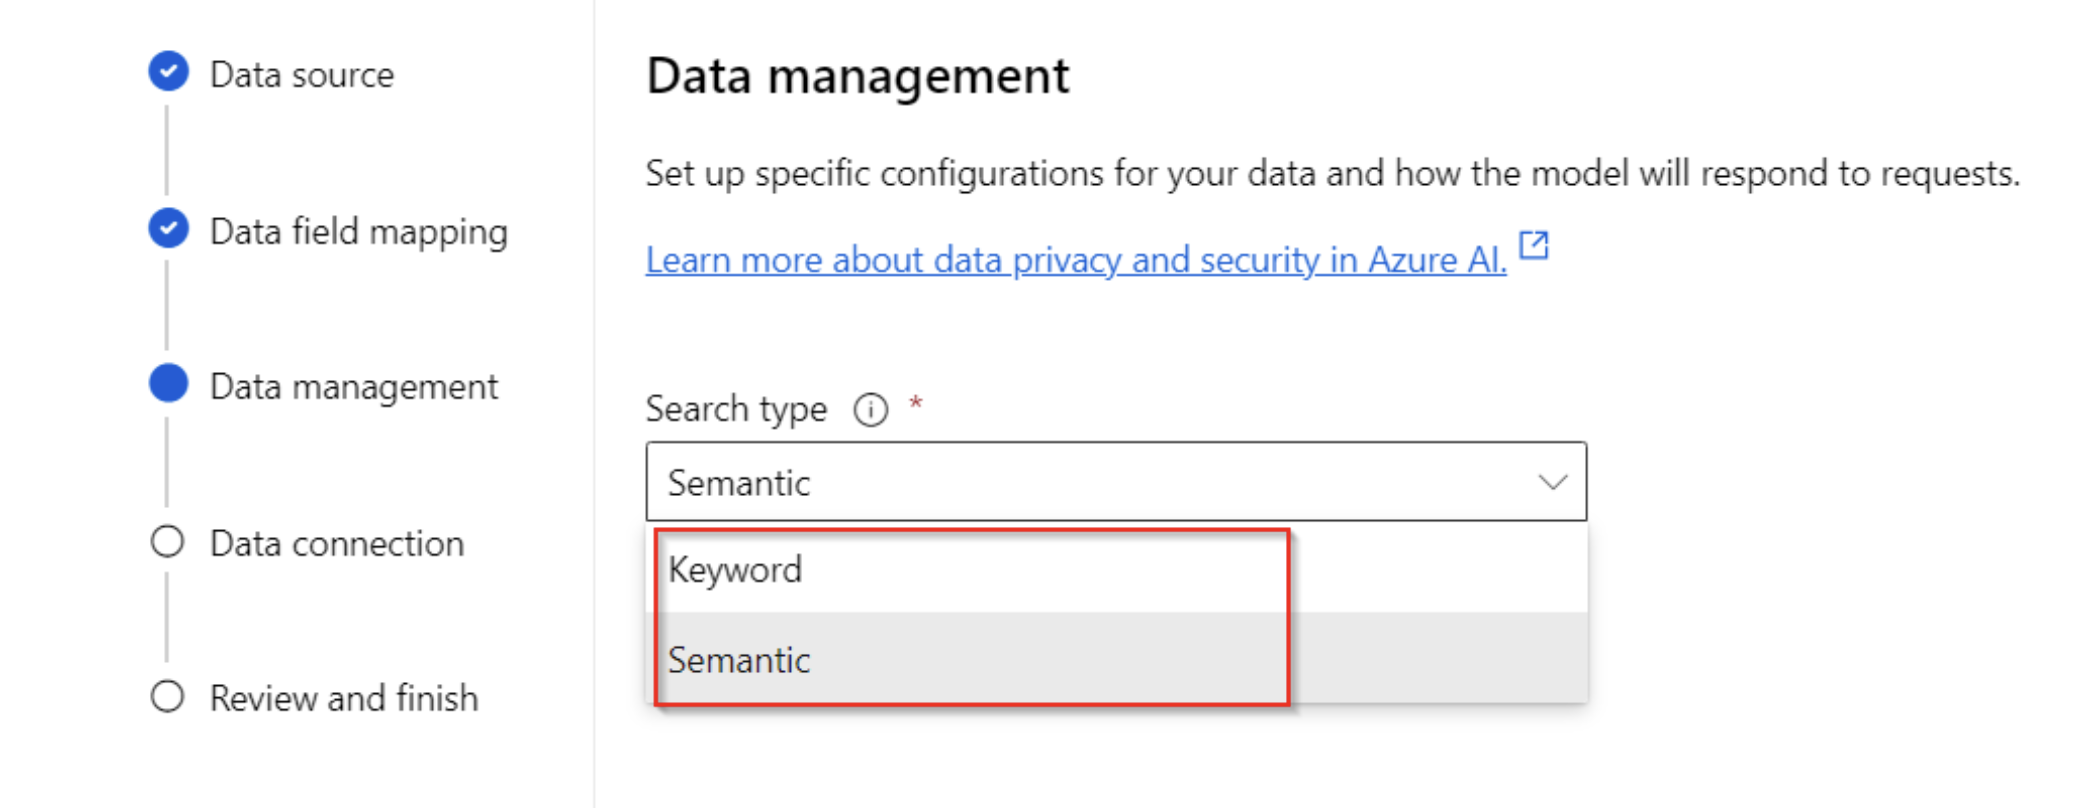 Data source
Data field mapping
Data management
Data connection
Review and finish
Data management
Set up specific configurations for your data and how the model will respond to requests.
Learn more about data privacy and security in Azure AI.
Search type *
Semantic
Keyword
Semantic